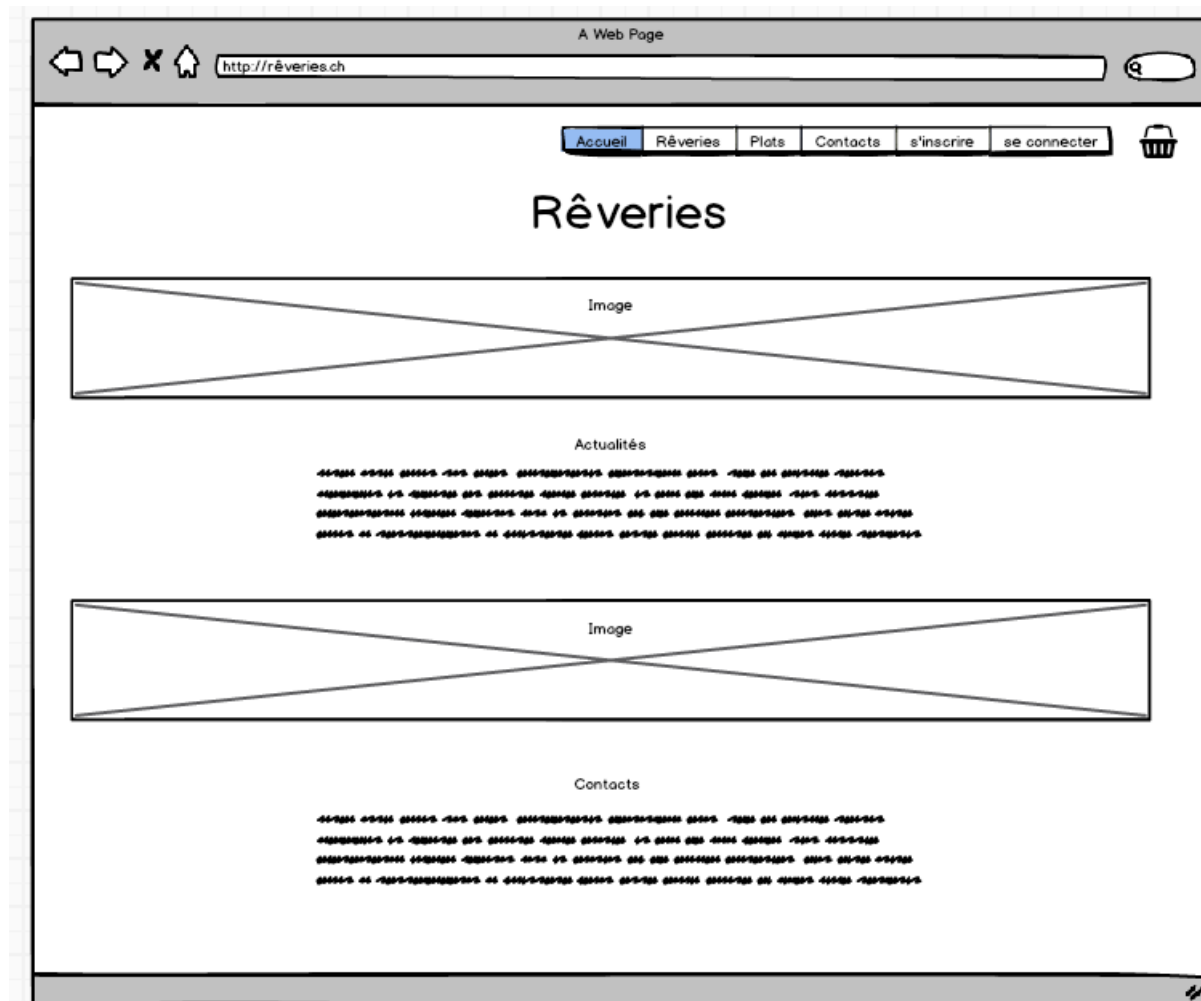 A Web Page
http://rêveries.ch
Accueil Rêveries Plats Contacts s'inscrire se connecter
Rêveries
Image
Actualités
Image
Contacts